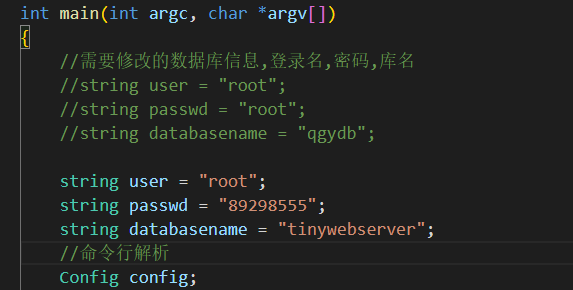 int main(int argc, char *argv[])
{
    //需要修改的数据库信息,登录名,密码,库名
    //string user = "root";
    //string passwd = "root";
    //string databasename = "qgydb";

    string user = "root";
    string passwd = "89298555";
    string databasename = "tinywebserver";
    //命令行解析
    Config config;